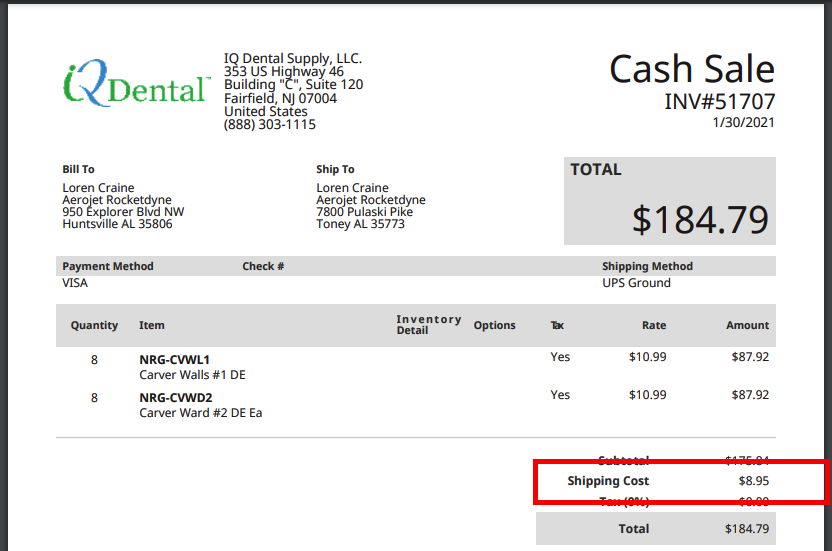 iQ Dental™
IQ Dental Supply, LLC.
353 US Highway 46
Building "C", Suite 120
Fairfield, NJ 07004
United States
(888) 303-1115
Cash Sale
INV#51707
1/30/2021
Bill To
Loren Craine
Aerojet Rocketdyne
950 Explorer Blvd NW
Huntsville AL 35806
Ship To
Loren Craine
Aerojet Rocketdyne
7800 Pulaski Pike
Toney AL 35773
TOTAL
$184.79
Payment Method Check # Shipping Method
VISA UPS Ground
Quantity Item Inventory Detail Options Tax Rate Amount
8 NRG-CVWL1 Yes $10.99 $87.92
Carver Walls #1 DE
8 NRG-CVWD2 Yes $10.99 $87.92
Carver Ward #2 DE Ea
Subtotal $175.84
Shipping Cost $8.95
Tax (0%) $0.00
Total $184.79